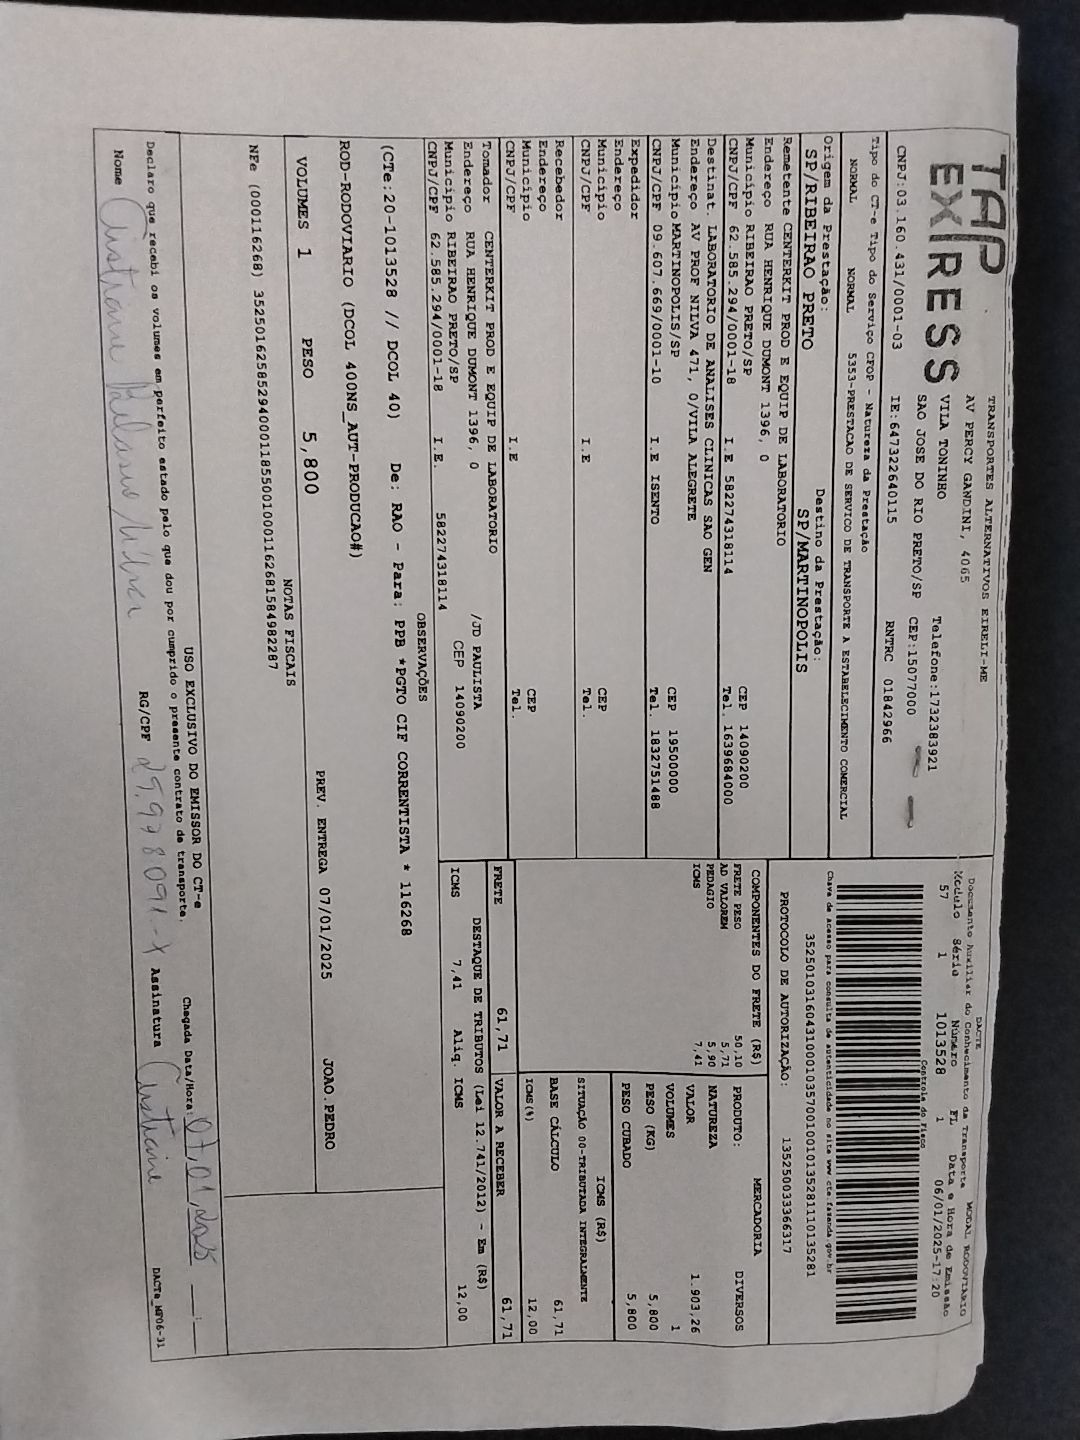 TAP EXPRESS
TRANSPORTES ALTERNATIVOS EIRELI-ME
AV PERCY GANDINI, 4065
VILA TONINHO Telefone:1732383921
SAO JOSE DO RIO PRETO/SP CEP:15077000
CNPJ:03.160.431/0001-03 IE:647322640115 RNTRC 01842966
DACTE MODAL RODOVIARIO
Documento Auxiliar do Conhecimento de Transporte
Modulo Série Número FL Data e Hora de Emissão
57 1 1013528 1 06/01/2025-17:20
Controle do Fisco
Chave de acesso para consulta de autenticidade no site www.cte.fazenda.gov.br
PROTOCOLO DE AUTORIZAÇÃO: 135250033366317
Tipo do CT-e Tipo do Serviço CFOP - Natureza da Prestação
NORMAL NORMAL 5353-PRESTACAO DE SERVICO DE TRANSPORTE A ESTABELECIMENTO COMERCIAL
Origem da Prestação: Destino da Prestação:
SP/RIBEIRAO PRETO SP/MARTINOPOLIS
Remetente CENTERKIT PROD E EQUIP DE LABORATORIO
Endereço RUA HENRIQUE DUMONT 1396, 0
Município RIBEIRAO PRETO/SP CEP 14090200
CNPJ/CPF 62.585.294/0001-18 I.E 582274318114 Tel. 1639684000
Destinat. LABORATORIO DE ANALISES CLINICAS SAO GEN
Endereço AV PROF NILVA 471, 0/VILA ALEGRETE
Município MARTINOPOLIS/SP CEP 19500000
CNPJ/CPF 09.607.669/0001-10 I.E ISENTO Tel. 1832751488
Expedidor
Endereço
Município CEP
CNPJ/CPF I.E Tel.
Recebedor
Endereço
Município CEP
CNPJ/CPF I.E Tel.
Tomador CENTERKIT PROD E EQUIP DE LABORATORIO
Endereço RUA HENRIQUE DUMONT 1396, 0 /JD PAULISTA
Município RIBEIRAO PRETO/SP CEP 14090200
CNPJ/CPF 62.585.294/0001-18 I.E. 582274318114
COMPONENTES DO FRETE (R$)
FRETE PESO 50,10
AD VALOREM 5,71
PEDAGIO 5,90
ICMS 7,41
MERCADORIA
PRODUTO: DIVERSOS
NATUREZA
VALOR 1.903,26
VOLUMES 1
PESO (KG) 5,800
PESO CUBADO 5,800
ICMS (R$)
SITUAÇÃO 00-TRIBUTADA INTEGRALMENTE
BASE CÁLCULO 61,71
ICMS(%) 12,00
FRETE 61,71 VALOR A RECEBER 61,71
DESTAQUE DE TRIBUTOS (Lei 12.741/2012) - Em (R$)
ICMS 7,41 Aliq. ICMS 12,00
OBSERVAÇÕES
(CTe:20-1013528 // DCOL 40) De: RAO - Para: PPB *PGTO CIF CORRENTISTA * 116268
ROD-RODOVIARIO (DCOL 400NS_AUT-PRODUCAO#)
VOLUMES 1 PESO 5,800 PREV. ENTREGA 07/01/2025 JOAO.PEDRO
NOTAS FISCAIS
NFe (000116268) 35250162585294000118550010001162681584982287
USO EXCLUSIVO DO EMISSOR DO CT-e
Declaro que recebi os volumes em perfeito estado pelo que dou por cumprido o presente contrato de transporte. Chegada Data/Hora: 07/01/2025 __:__
Nome Cristiane RG/CPF 29.978091-X Assinatura Cristiane
DACTe_MF06-31